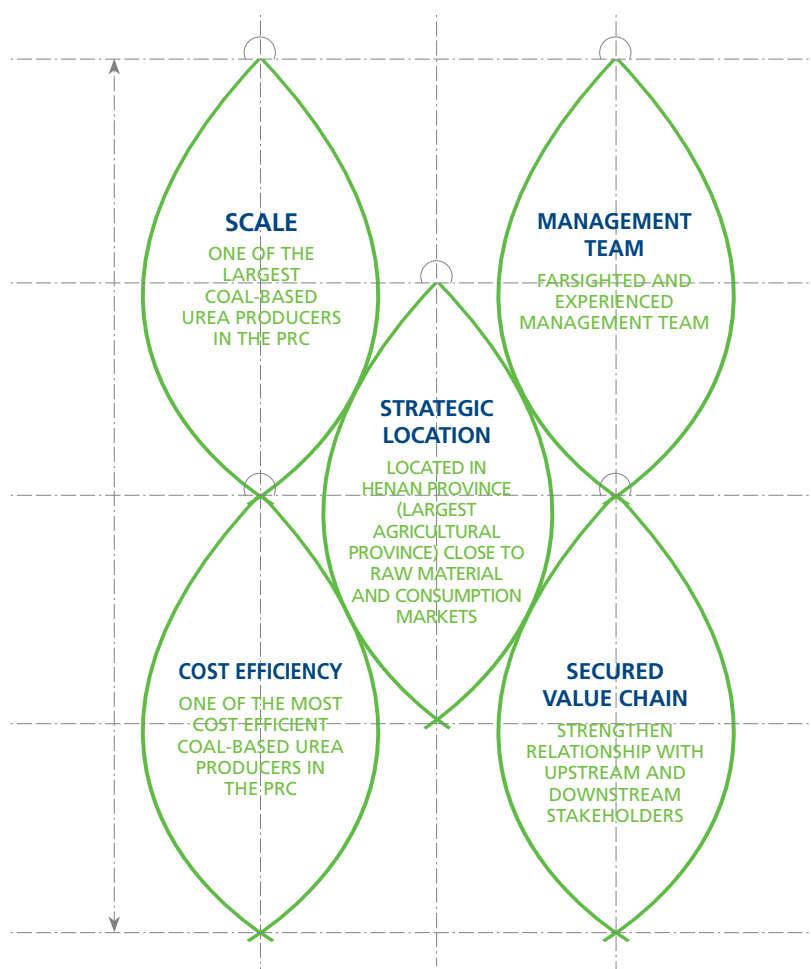 SCALE
ONE OF THE
LARGEST
COAL-BASED
UREA PRODUCERS
IN THE PRC
MANAGEMENT
TEAM
FARSIGHTED AND
EXPERIENCED
MANAGEMENT TEAM
STRATEGIC
LOCATION
LOCATED IN
HENAN PROVINCE
(LARGEST
AGRICULTURAL
PROVINCE) CLOSE TO
RAW MATERIAL
AND CONSUMPTION
MARKETS
COST EFFICIENCY
ONE OF THE MOST
COST EFFICIENT
COAL-BASED UREA
PRODUCERS IN
THE PRC
SECURED
VALUE CHAIN
STRENGTHEN
RELATIONSHIP WITH
UPSTREAM AND
DOWNSTREAM
STAKEHOLDERS